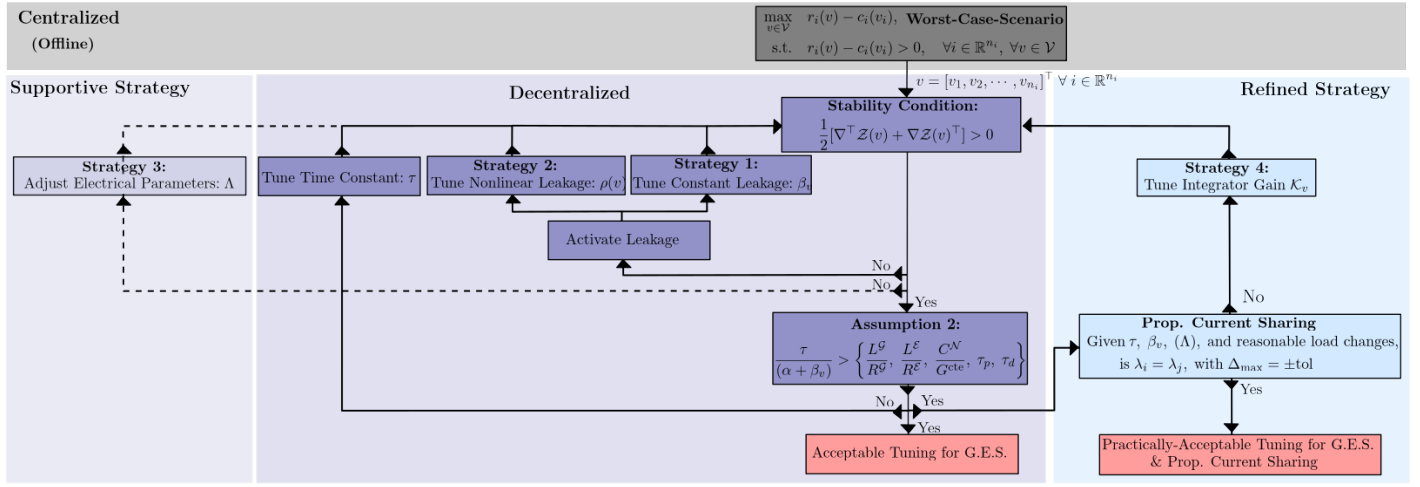 Centralized
(Offline)
max r_i(v) − c_i(v_i), Worst-Case-Scenario
v∈𝒱
s.t. r_i(v) − c_i(v_i) > 0, ∀i ∈ ℝ^{n_i}, ∀v ∈ 𝒱
v = [v_1, v_2, ⋯ , v_{n_i}]^⊤ ∀ i ∈ ℝ^{n_i}
Supportive Strategy
Decentralized
Refined Strategy
Stability Condition:
1/2[∇^⊤𝒵(v) + ∇𝒵(v)^⊤] > 0
Strategy 3:
Adjust Electrical Parameters: Λ
Tune Time Constant: τ
Strategy 2:
Tune Nonlinear Leakage: ρ(v)
Strategy 1:
Tune Constant Leakage: β_v
Strategy 4:
Tune Integrator Gain 𝒦_v
Activate Leakage
No
No
Yes
No
Assumption 2:
τ/(α + β_v) > {L^𝒢/R^𝒢, L^ℰ/R^ℰ, C^𝒩/G^cte, τ_p, τ_d}
Prop. Current Sharing
Given τ, β_v, (Λ), and reasonable load changes,
is λ_i = λ_j, with Δ_max = ±tol
No
Yes
Yes
Yes
Acceptable Tuning for G.E.S.
Practically-Acceptable Tuning for G.E.S.
& Prop. Current Sharing